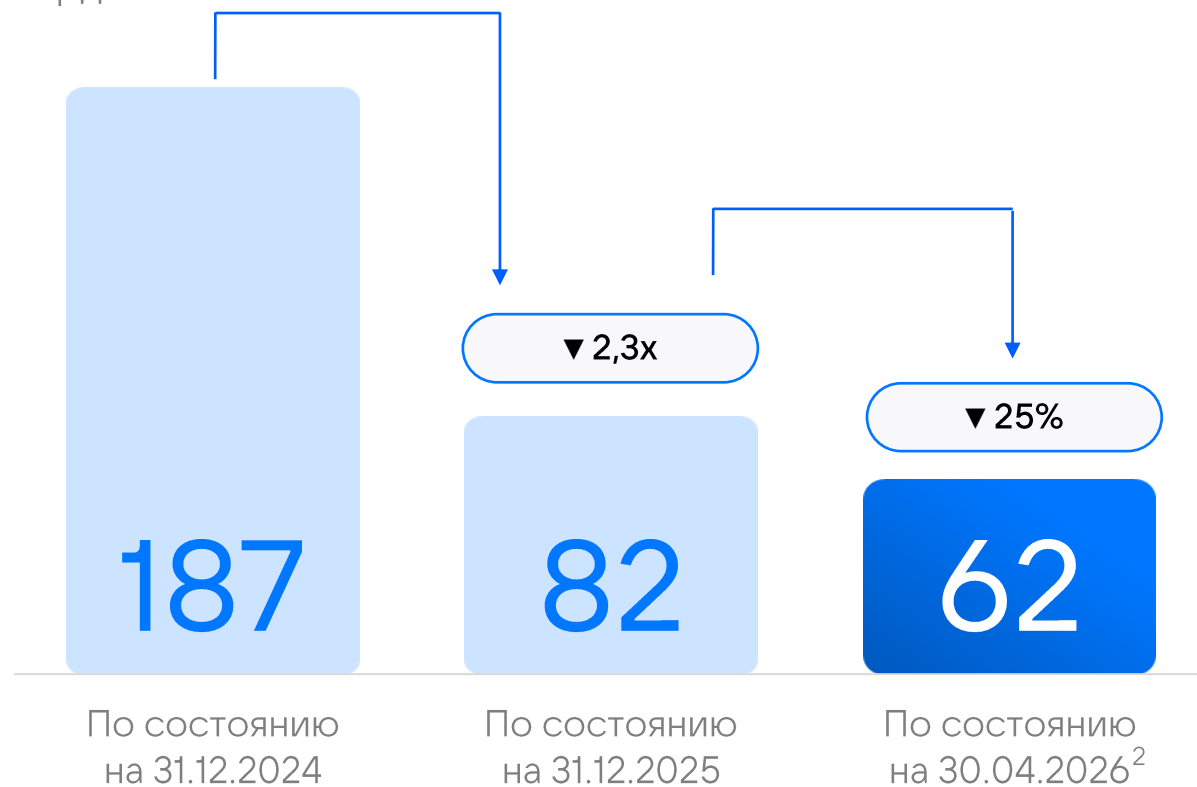 ▼ 2,3x
▼ 25%
187
82
62
По состоянию
на 31.12.2024
По состоянию
на 31.12.2025
По состоянию
на 30.04.2026²